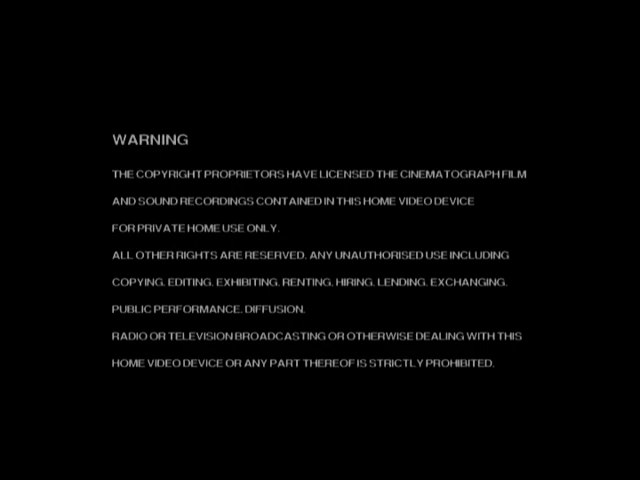 WARNING
THE COPYRIGHT PROPRIETORS HAVE LICENSED THE CINEMATOGRAPH FILM
AND SOUND RECORDINGS CONTAINED IN THIS HOME VIDEO DEVICE
FOR PRIVATE HOME USE ONLY.
ALL OTHER RIGHTS ARE RESERVED. ANY UNAUTHORISED USE INCLUDING
COPYING. EDITING. EXHIBITING. RENTING. HIRING. LENDING. EXCHANGING.
PUBLIC PERFORMANCE. DIFFUSION.
RADIO OR TELEVISION BROADCASTING OR OTHERWISE DEALING WITH THIS
HOME VIDEO DEVICE OR ANY PART THEREOF IS STRICTLY PROHIBITED.